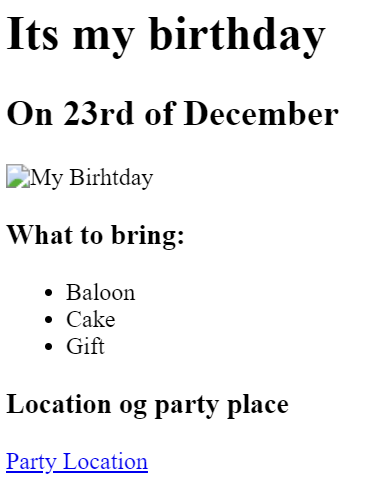 Its my birthday
On 23rd of December
My Birhtday
What to bring:
Baloon
Cake
Gift
Location og party place
Party Location